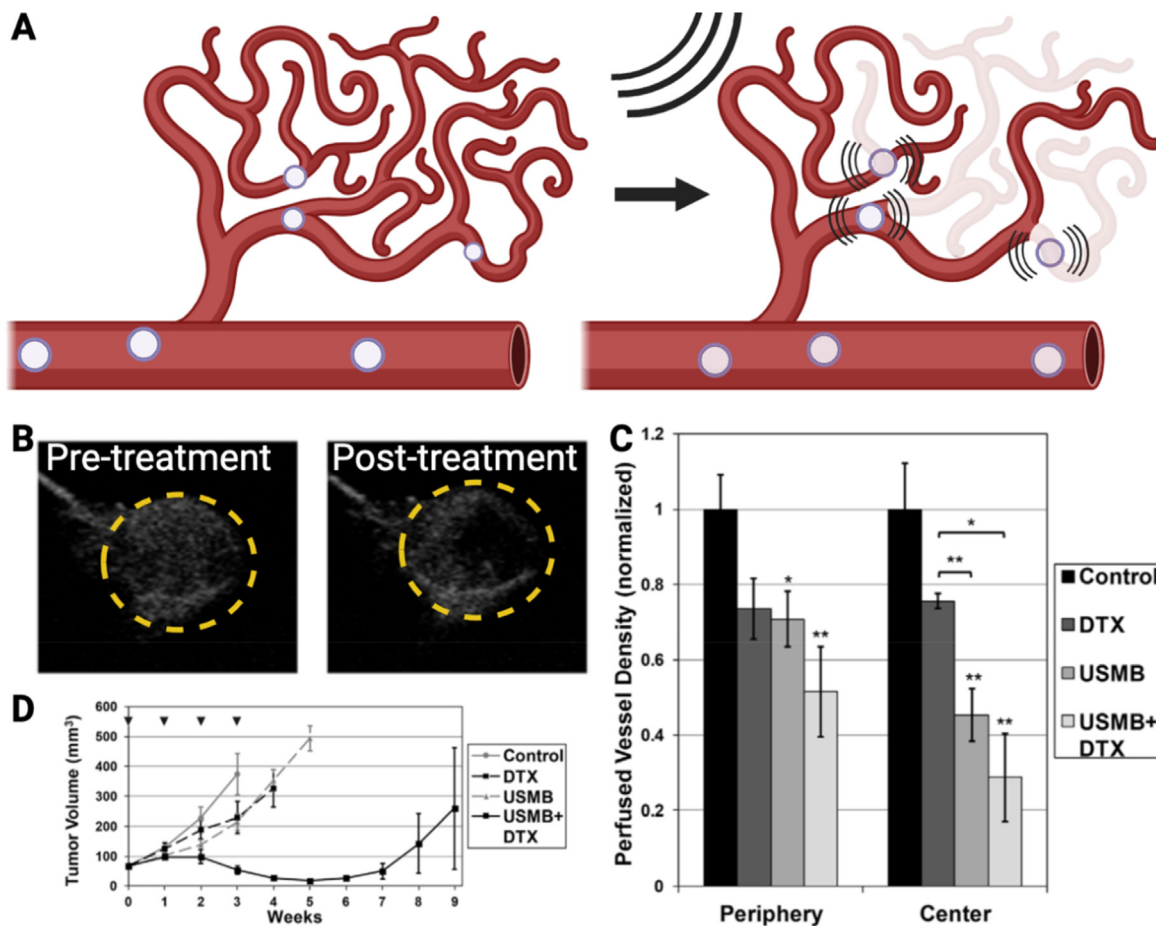 A
B
Pre-treatment
Post-treatment
C
Perfused Vessel Density (normalized)
1.2
1
0.8
0.6
0.4
0.2
0
*
**
*
**
**
**
Periphery
Center
Control
DTX
USMB
USMB+
DTX
D
Tumor Volume (mm³)
600
500
400
300
200
100
0
0 1 2 3 4 5 6 7 8 9
Weeks
Control
DTX
USMB
USMB+
DTX